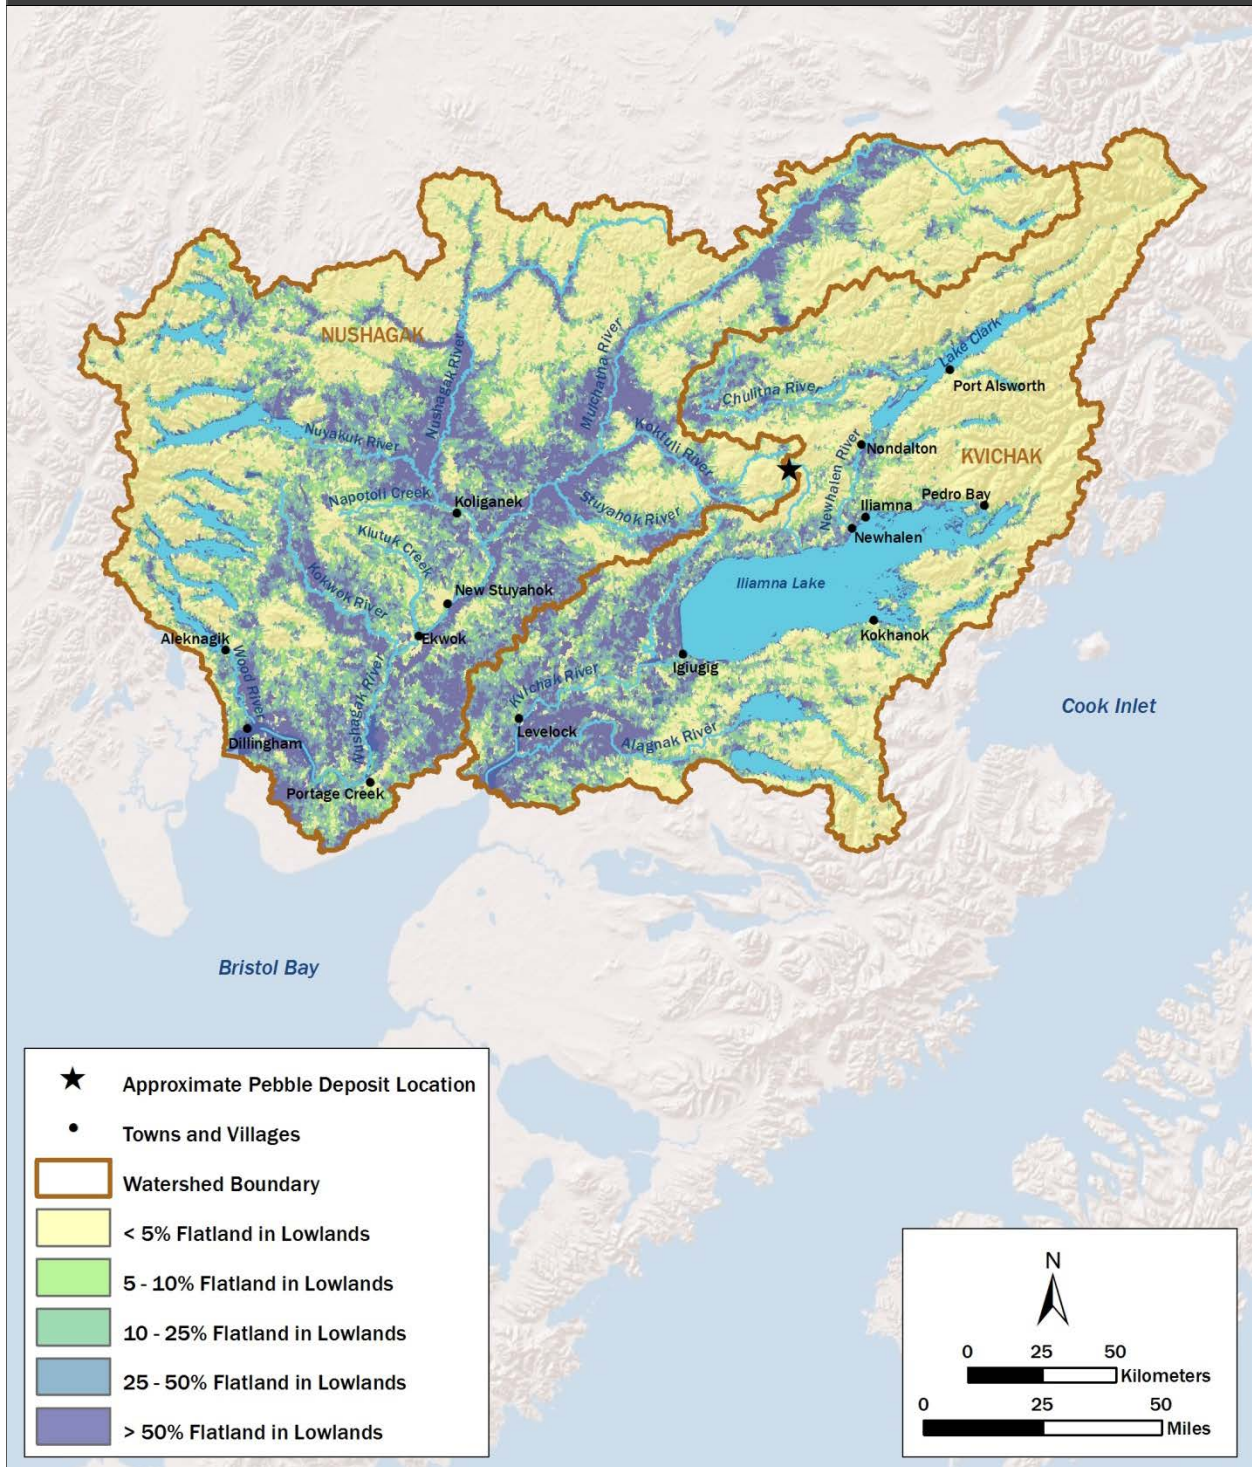 NUSHAGAK
Nushagak River
Mulchatna River
Lake Clark
Port Alsworth
Chulitna River
Nuyakuk River
Koktuli River
Newhalen River
Nondalton
KVICHAK
Napotoli Creek
Koliganek
Stuyahok River
Iliamna
Pedro Bay
Newhalen
Klutuk Creek
Kokwok River
New Stuyahok
Iliamna Lake
Ekwok
Kokhanok
Aleknagik
Wood River
Igiugig
Kvichak River
Nushagak River
Levelock
Alagnak River
Dillingham
Portage Creek
Cook Inlet
Bristol Bay
Approximate Pebble Deposit Location
Towns and Villages
Watershed Boundary
< 5% Flatland in Lowlands
5 - 10% Flatland in Lowlands
10 - 25% Flatland in Lowlands
25 - 50% Flatland in Lowlands
> 50% Flatland in Lowlands
N
0 25 50
Kilometers
0 25 50
Miles